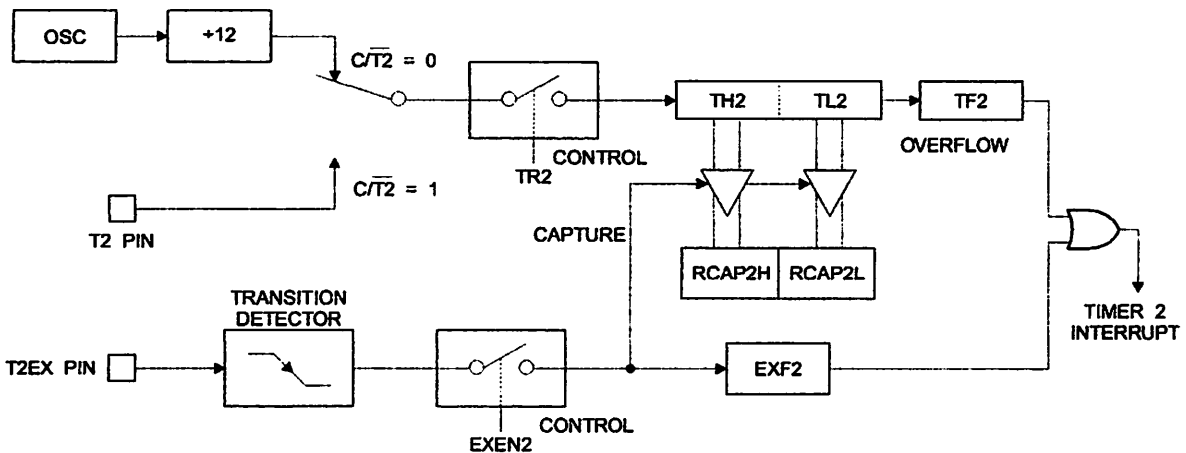 OSC
+12
C/T2 = 0
TH2
TL2
TF2
OVERFLOW
CONTROL
TR2
C/T2 = 1
T2 PIN
CAPTURE
RCAP2H
RCAP2L
TIMER 2
INTERRUPT
TRANSITION
DETECTOR
T2EX PIN
EXF2
CONTROL
EXEN2